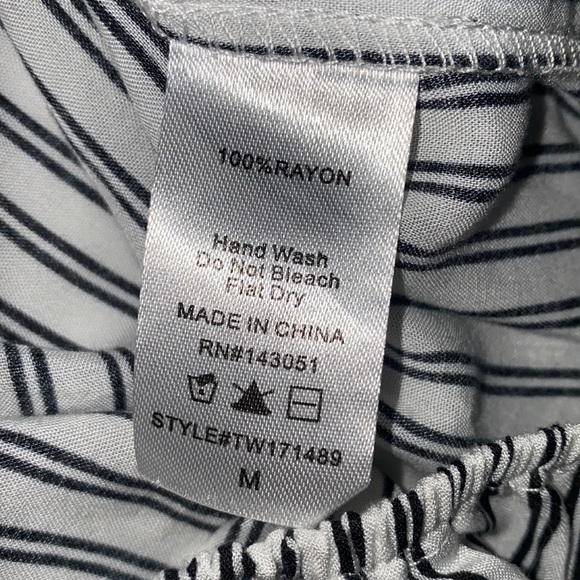 100%RAYON
Hand Wash
Do Not Bleach
Flat Dry
MADE IN CHINA
RN#143051
STYLE#TW171489
M